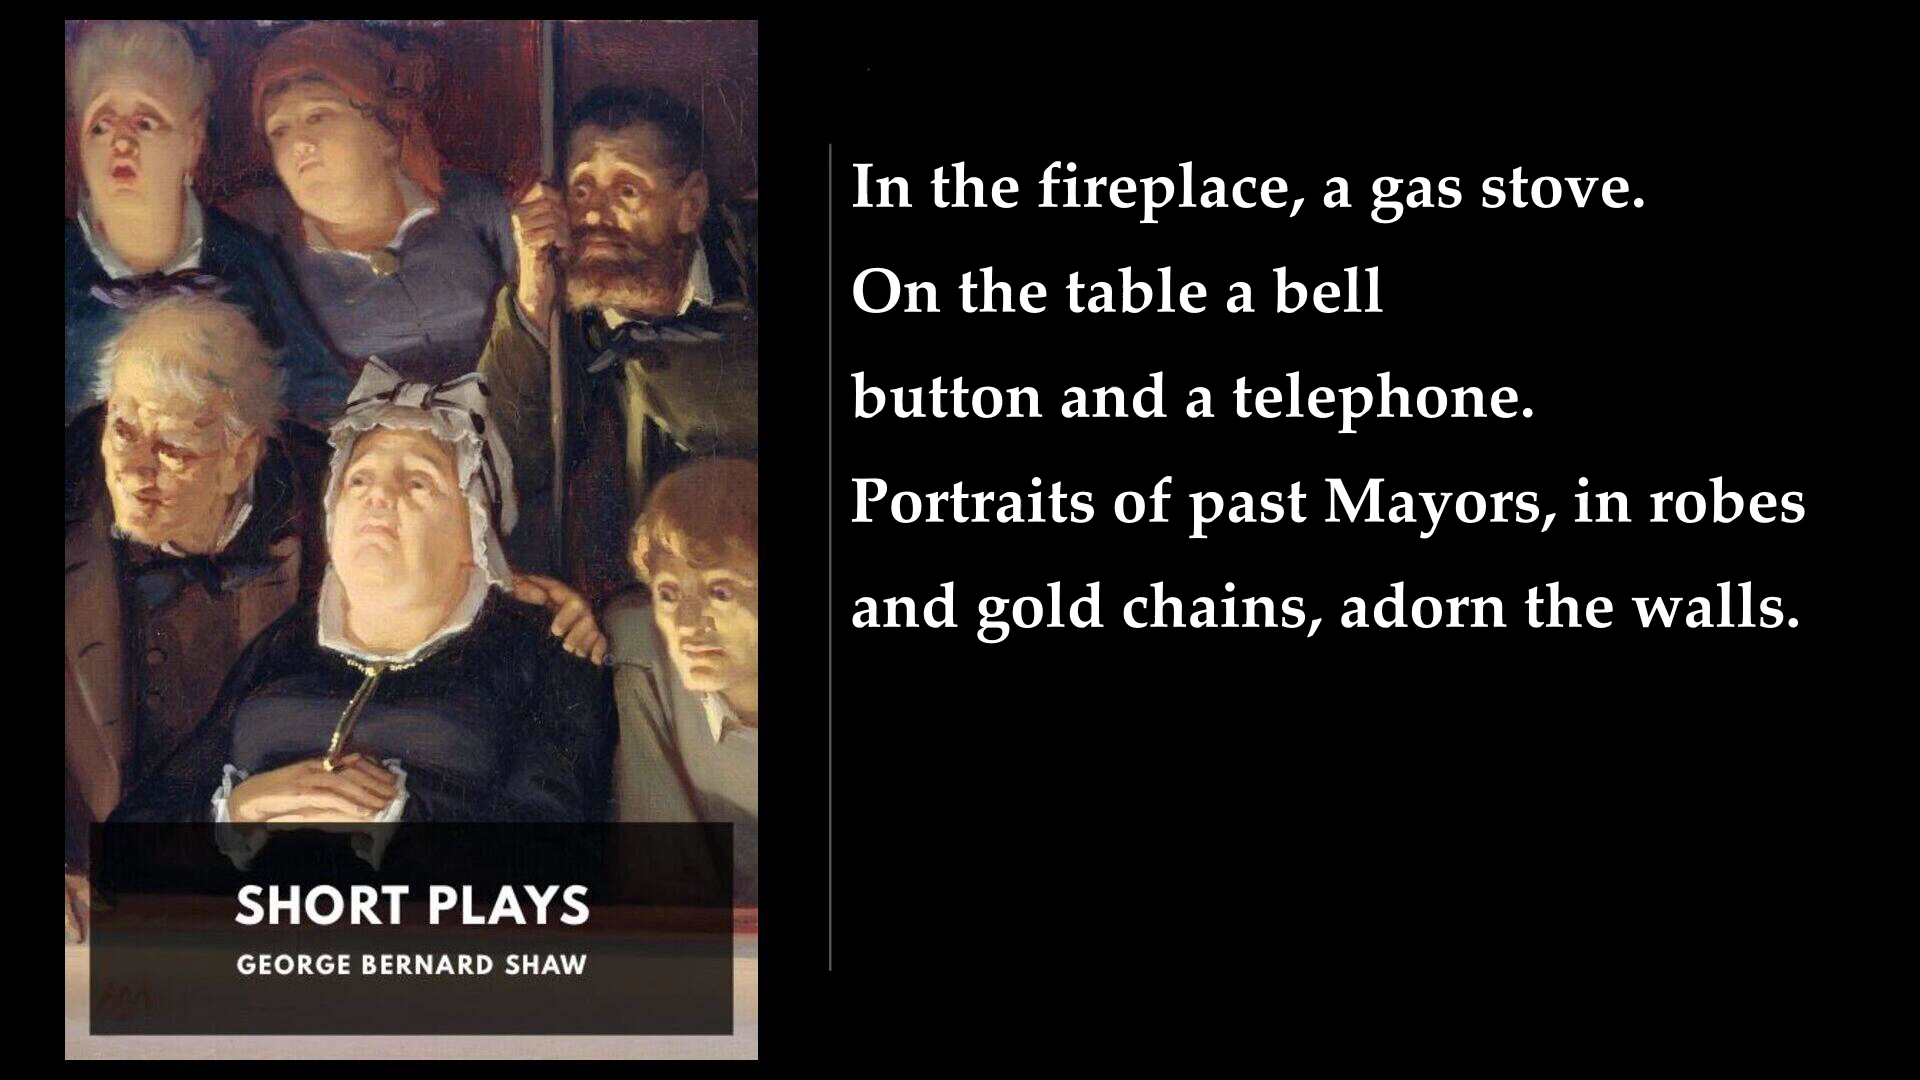 In the fireplace, a gas stove.
On the table a bell
button and a telephone.
Portraits of past Mayors, in robes
and gold chains, adorn the walls.
SHORT PLAYS
GEORGE BERNARD SHAW